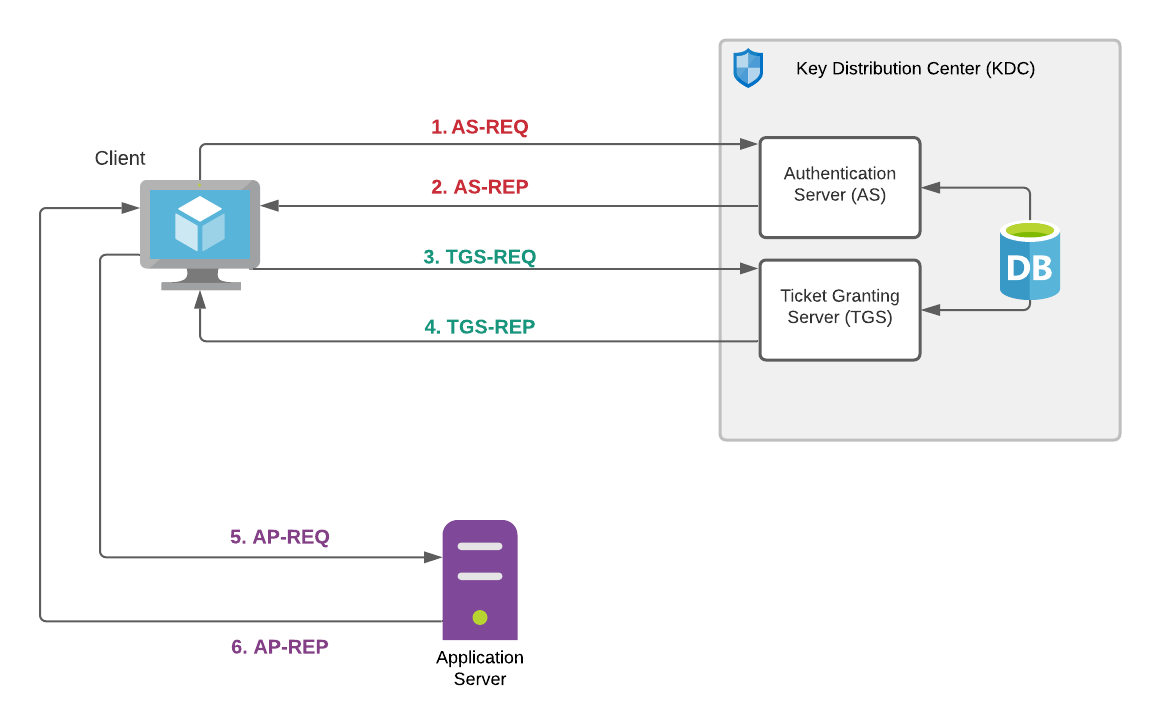 Key Distribution Center (KDC)
1. AS-REQ
Client
Authentication
Server (AS)
2. AS-REP
3. TGS-REQ
DB
Ticket Granting
Server (TGS)
4. TGS-REP
5. AP-REQ
6. AP-REP
Application
Server